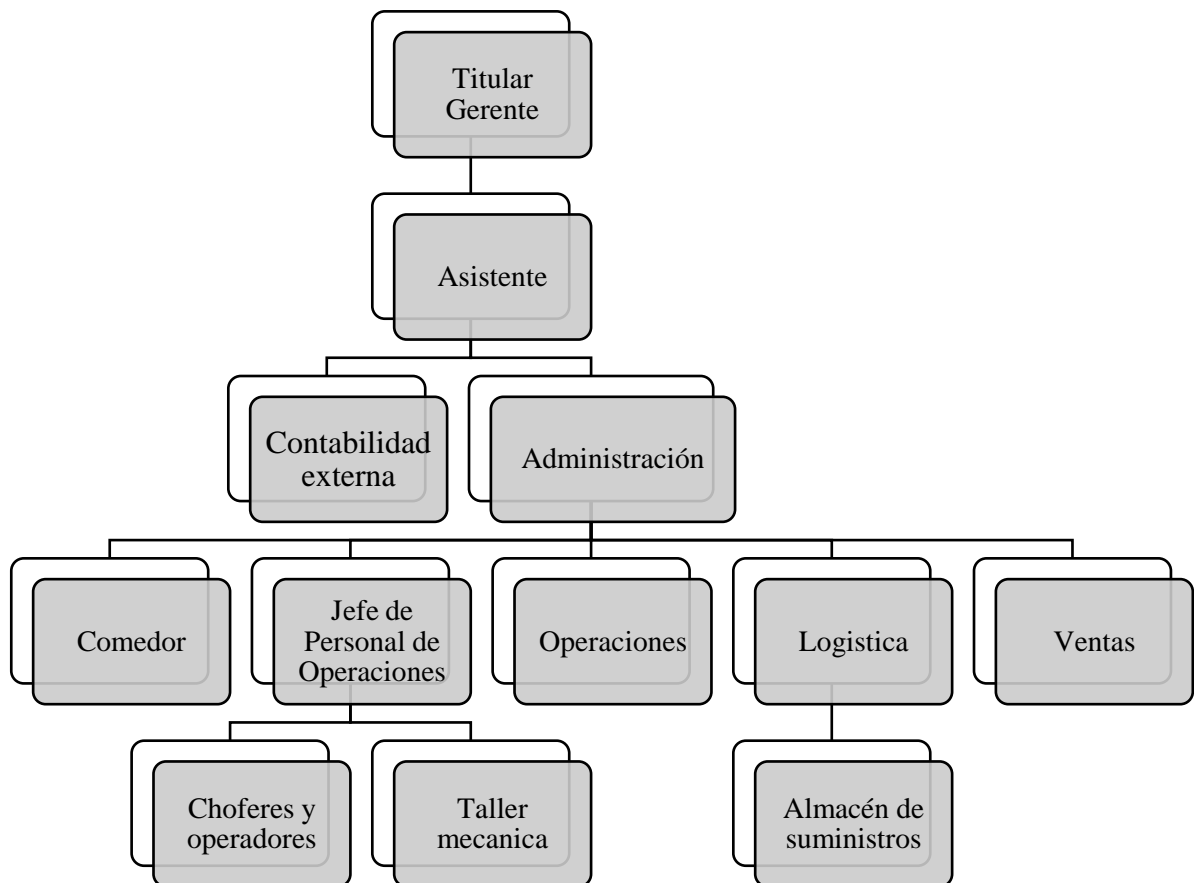 Titular
Gerente
Asistente
Contabilidad
externa
Administración
Comedor
Jefe de
Personal de
Operaciones
Operaciones
Logistica
Ventas
Choferes y
operadores
Taller
mecanica
Almacén de
suministros